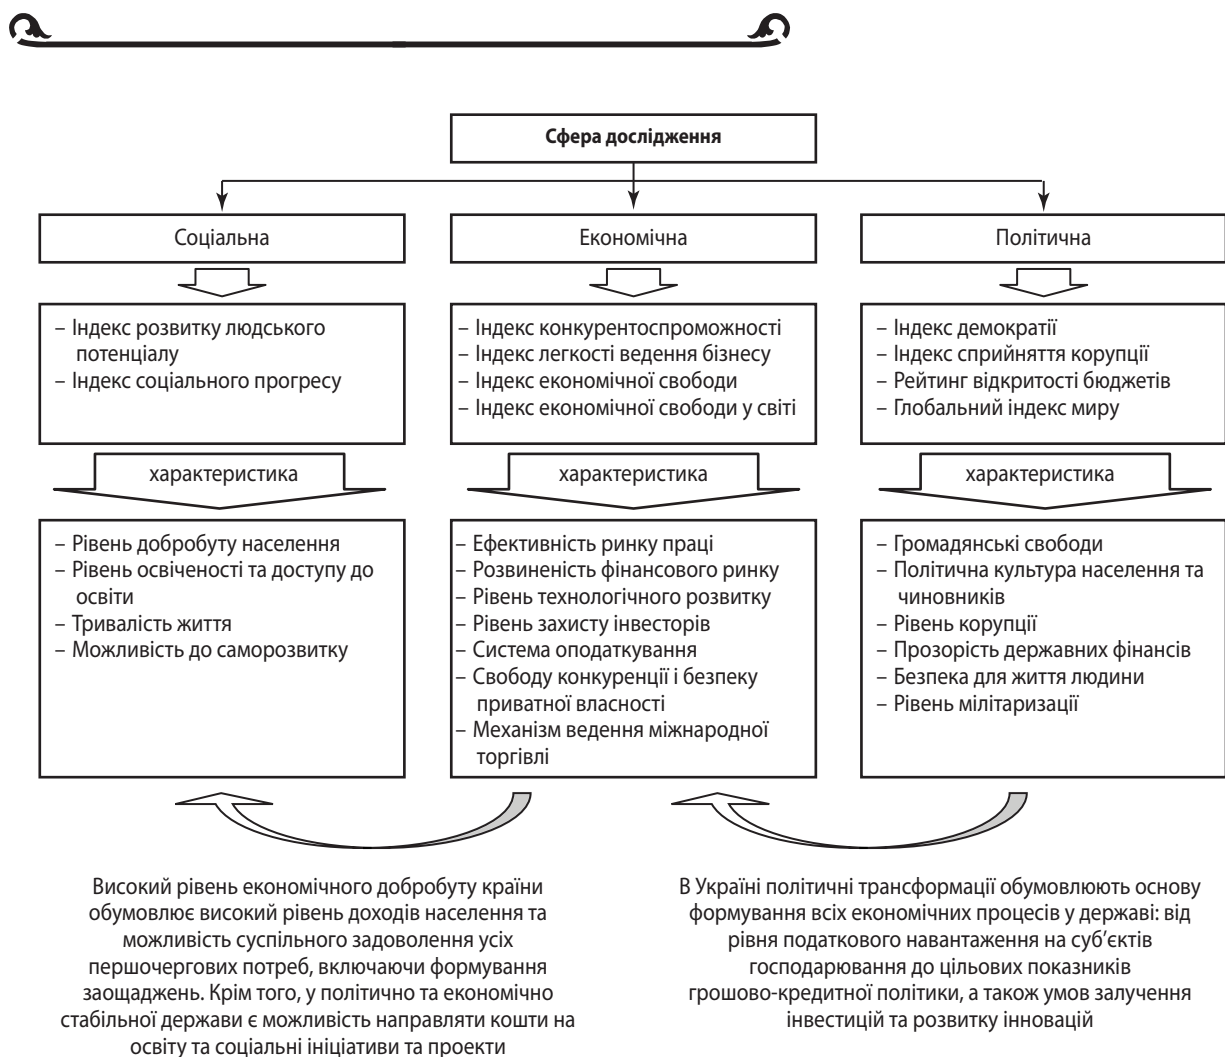 Сфера дослідження
Соціальна
Економічна
Політична
– Індекс розвитку людського
потенціалу
– Індекс соціального прогресу
– Індекс конкурентоспроможності
– Індекс легкості ведення бізнесу
– Індекс економічної свободи
– Індекс економічної свободи у світі
– Індекс демократії
– Індекс сприйняття корупції
– Рейтинг відкритості бюджетів
– Глобальний індекс миру
характеристика
характеристика
характеристика
– Рівень добробуту населення
– Рівень освіченості та доступу до
освіти
– Тривалість життя
– Можливість до саморозвитку
– Ефективність ринку праці
– Розвиненість фінансового ринку
– Рівень технологічного розвитку
– Рівень захисту інвесторів
– Система оподаткування
– Свободу конкуренції і безпеку
приватної власності
– Механізм ведення міжнародної
торгівлі
– Громадянські свободи
– Політична культура населення та
чиновників
– Рівень корупції
– Прозорість державних фінансів
– Безпека для життя людини
– Рівень мілітаризації
Високий рівень економічного добробуту країни
обумовлює високий рівень доходів населення та
можливість суспільного задоволення усіх
першочергових потреб, включаючи формування
заощаджень. Крім того, у політично та економічно
стабільної держави є можливість направляти кошти на
освіту та соціальні ініціативи та проекти
В Україні політичні трансформації обумовлюють основу
формування всіх економічних процесів у державі: від
рівня податкового навантаження на суб’єктів
господарювання до цільових показників
грошово-кредитної політики, а також умов залучення
інвестицій та розвитку інновацій